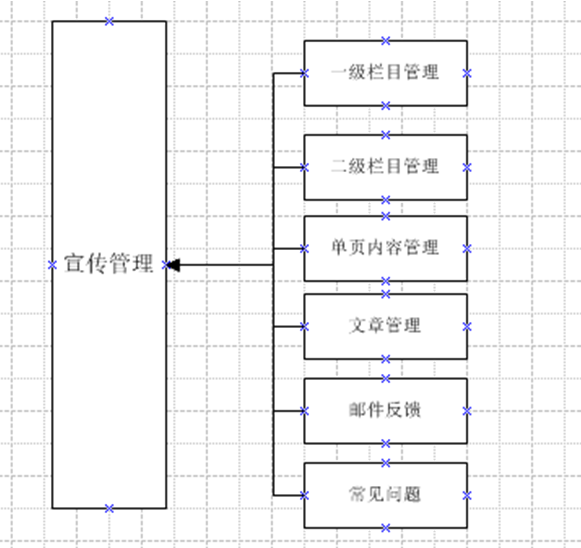 宣传管理
一级栏目管理
二级栏目管理
单页内容管理
文章管理
邮件反馈
常见问题